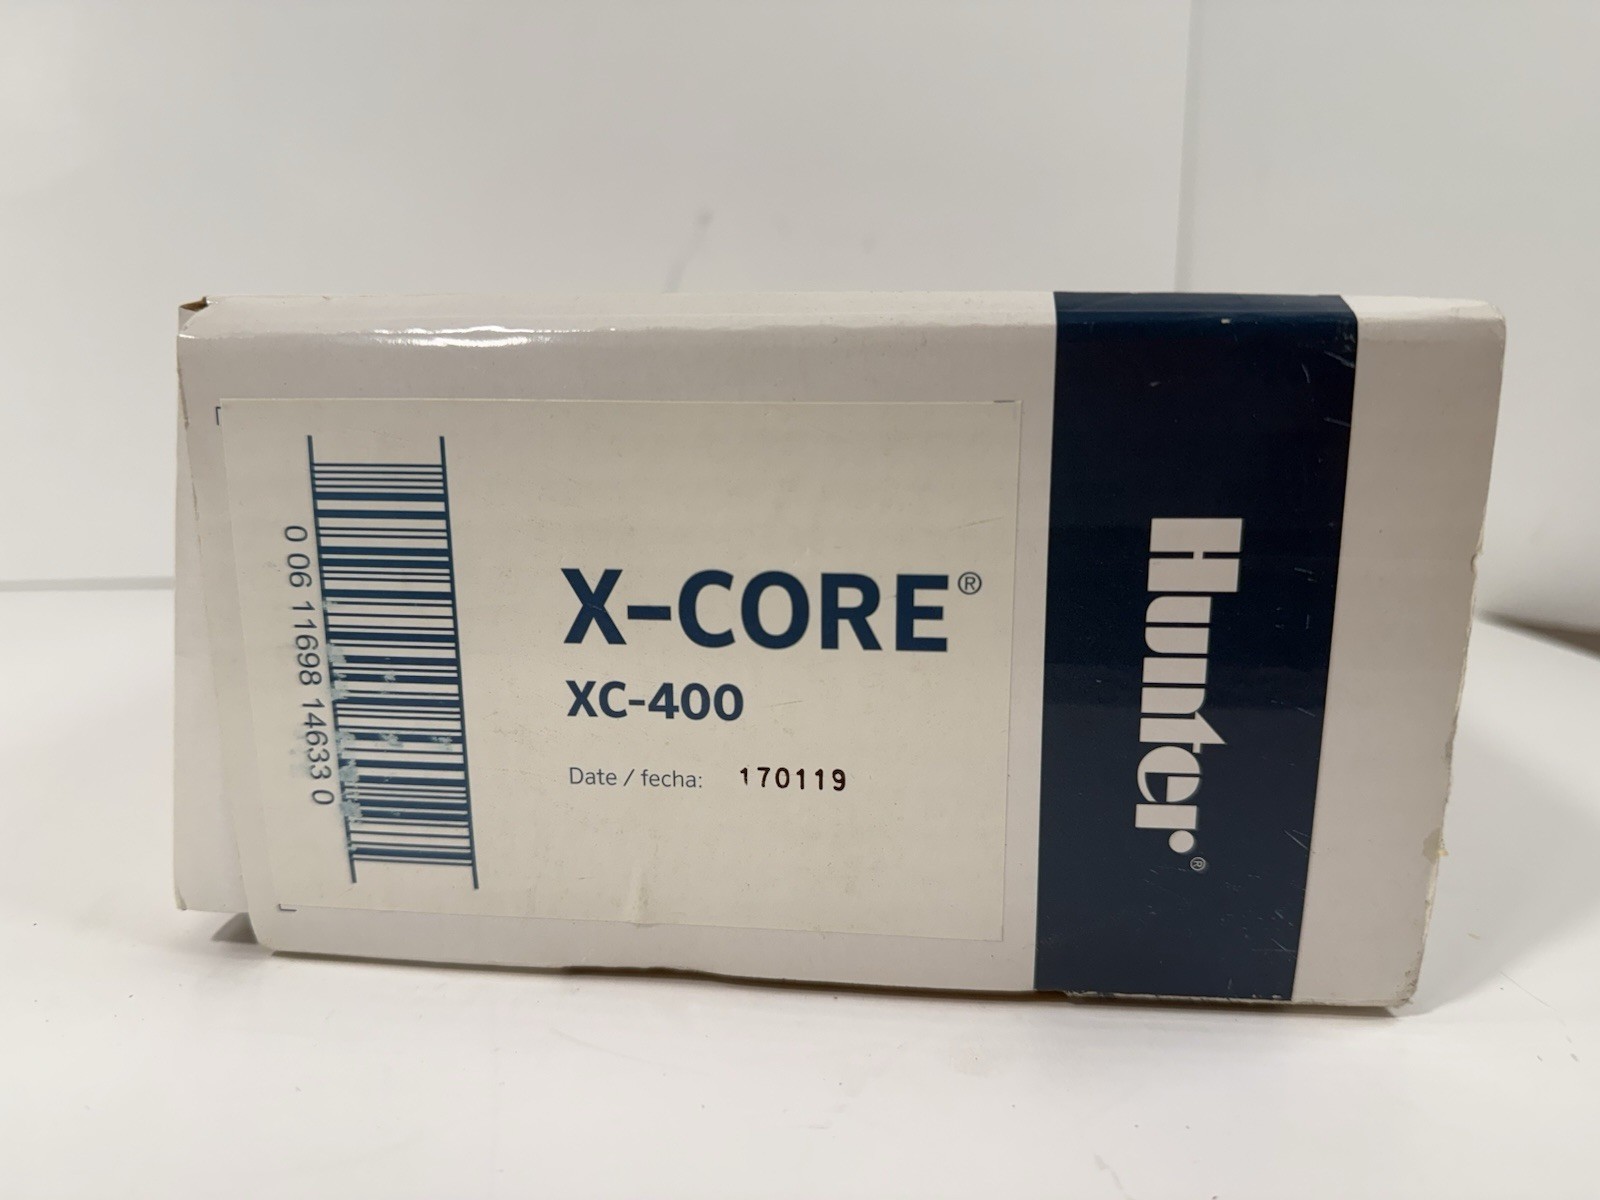 X-CORE®
XC-400
Date / fecha: 170119
0 06 11698 14633 0
Hunter®